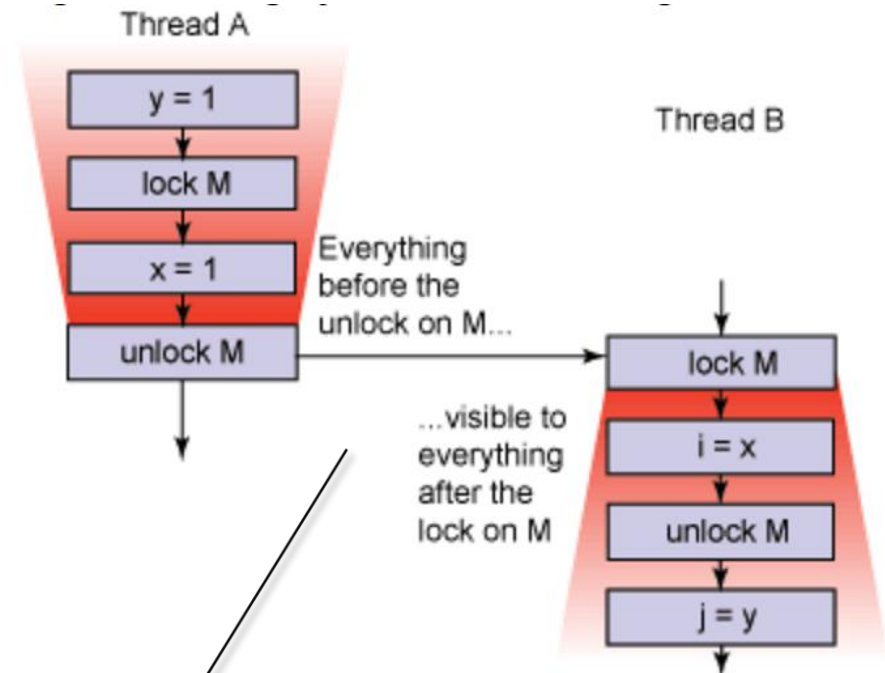 Thread A
y = 1
lock M
x = 1
unlock M
Everything
before the
unlock on M...
Thread B
lock M
...visible to
everything
after the
lock on M
i = x
unlock M
j = y